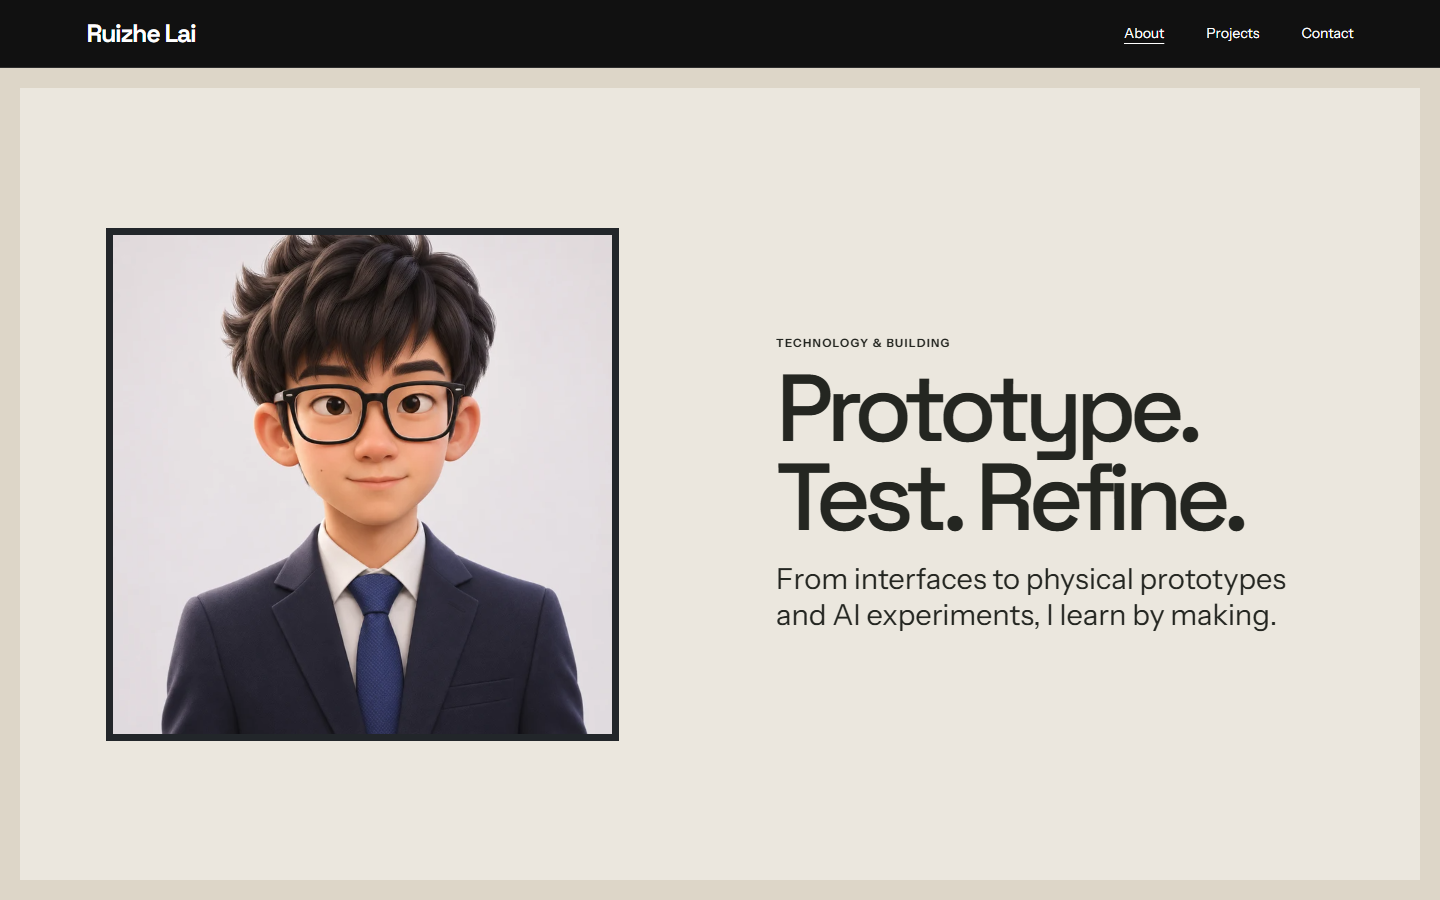 Ruizhe Lai
About
Projects
Contact
TECHNOLOGY & BUILDING
Prototype.
Test. Refine.
From interfaces to physical prototypes
and AI experiments, I learn by making.